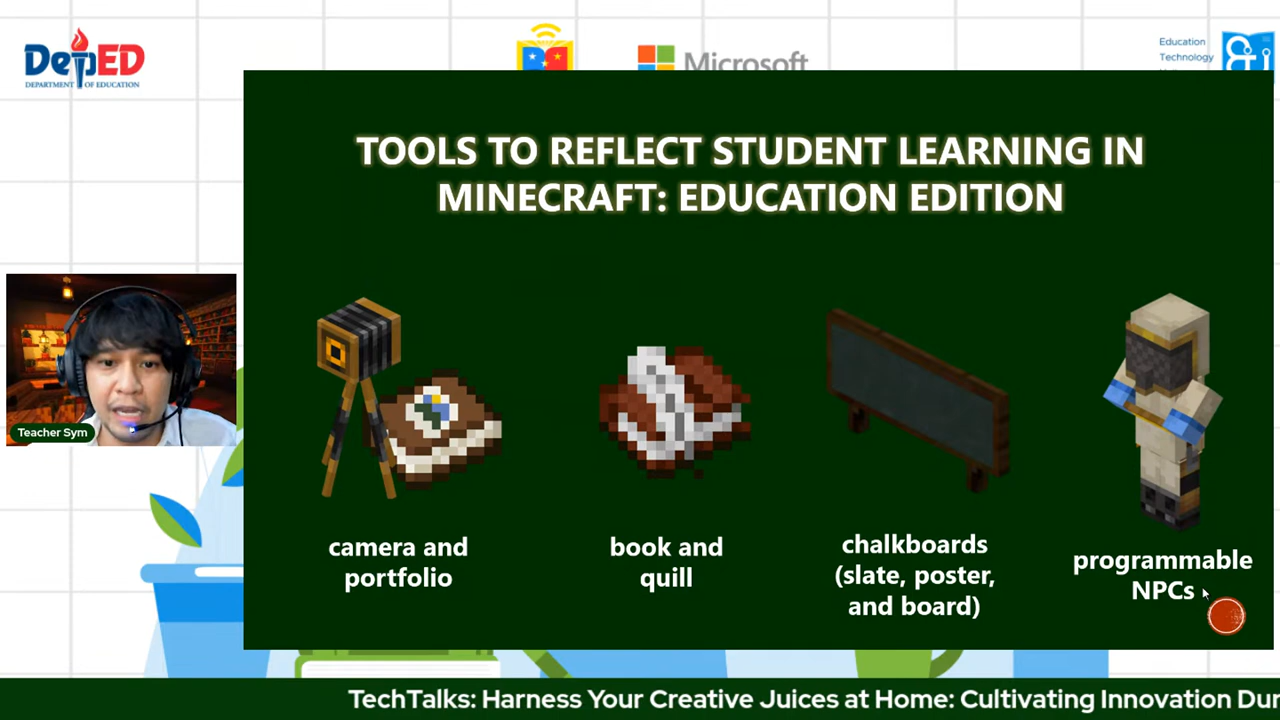 DepED
DEPARTMENT OF EDUCATION
Microsoft
Education
Technology
TOOLS TO REFLECT STUDENT LEARNING IN
MINECRAFT: EDUCATION EDITION
Teacher Sym
camera and
portfolio
book and
quill
chalkboards
(slate, poster,
and board)
programmable
NPCs
TechTalks: Harness Your Creative Juices at Home: Cultivating Innovation Dur